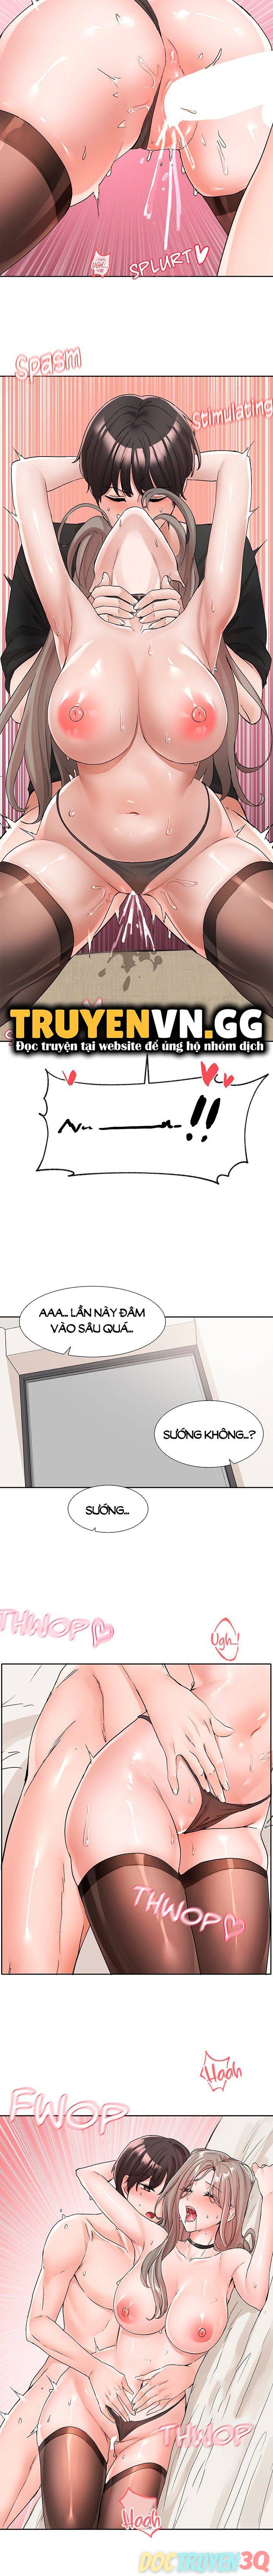 Ugh...
SPLURT
Spasm
Stimulating
TRUYENVN.GG
Đọc truyện tại website để ủng hộ nhóm dịch
!!
AAA... LẦN NÀY ĐÂM
VÀO SÂU QUÁ...
SƯỚNG KHÔNG...?
SƯỚNG...
THWOP
Ugh...!
THWOP
Haah
FWOP
THWOP
Haah
DOCTRUYEN3Q